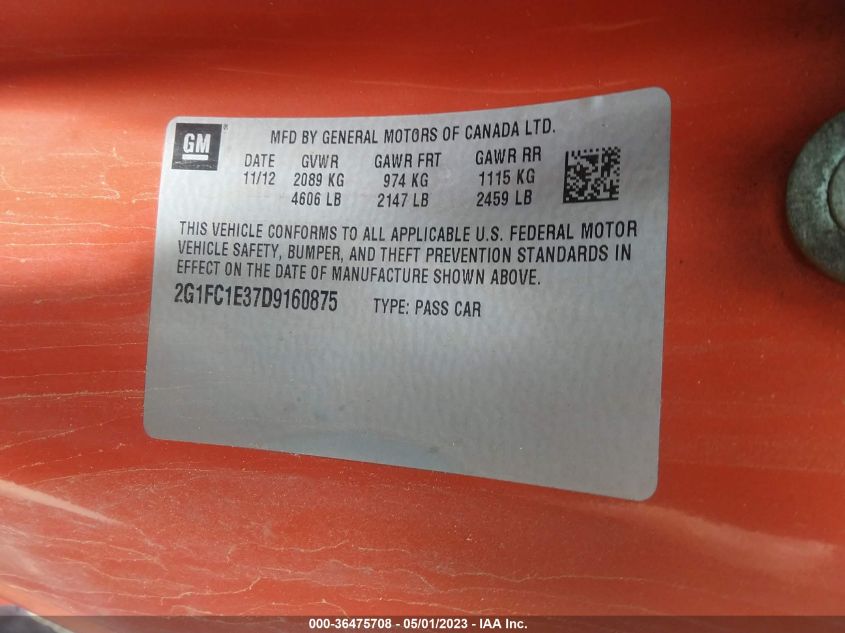 GM
MFD BY GENERAL MOTORS OF CANADA LTD.
DATE GVWR GAWR FRT GAWR RR
11/12 2089 KG 974 KG 1115 KG
4606 LB 2147 LB 2459 LB
THIS VEHICLE CONFORMS TO ALL APPLICABLE U.S. FEDERAL MOTOR
VEHICLE SAFETY, BUMPER, AND THEFT PREVENTION STANDARDS IN
EFFECT ON THE DATE OF MANUFACTURE SHOWN ABOVE.
2G1FC1E37D9160875 TYPE: PASS CAR
000-36475708 - 05/01/2023 - IAA Inc.